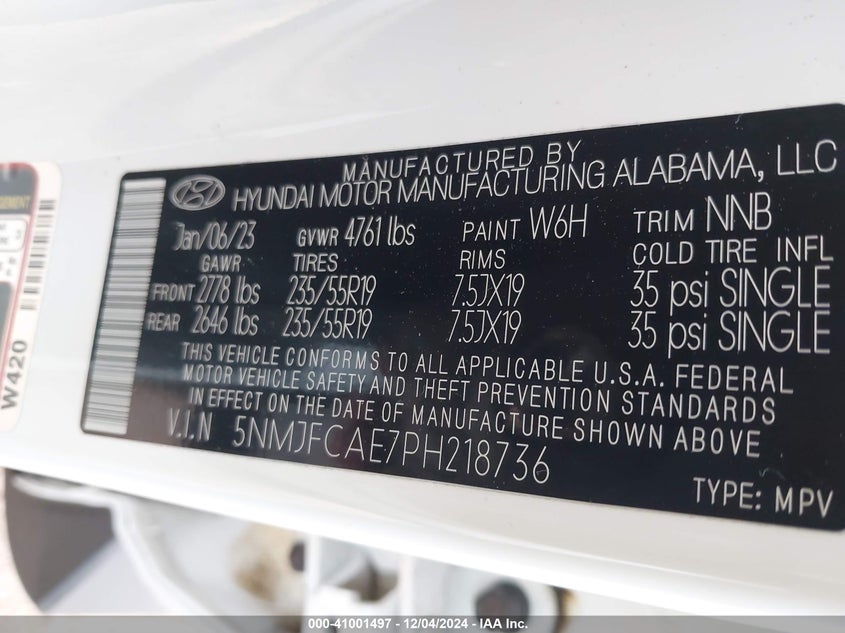 MANUFACTURED BY
HYUNDAI MOTOR MANUFACTURING ALABAMA, LLC
Jan/06/23 GVWR 4761 lbs PAINT W6H TRIM NNB
GAWR TIRES RIMS COLD TIRE INFL
FRONT 2778 lbs 235/55R19 7.5JX19 35 psi SINGLE
REAR 2646 lbs 235/55R19 7.5JX19 35 psi SINGLE
THIS VEHICLE CONFORMS TO ALL APPLICABLE U.S.A. FEDERAL
MOTOR VEHICLE SAFETY AND THEFT PREVENTION STANDARDS
IN EFFECT ON THE DATE OF MANUFACTURE SHOWN ABOVE
V.I.N 5NMJFCAE7PH218736
TYPE: MPV
W420
000-41001497 - 12/04/2024 - IAA Inc.